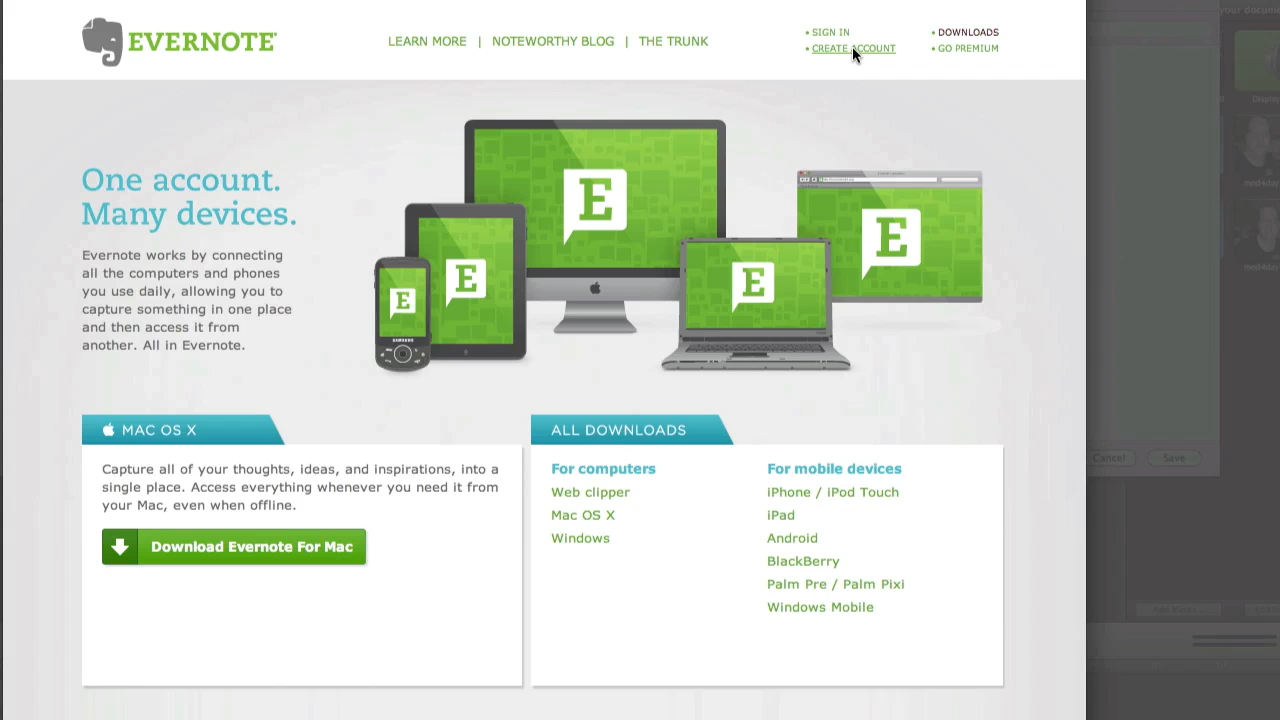 EVERNOTE
LEARN MORE | NOTEWORTHY BLOG | THE TRUNK
• SIGN IN
• CREATE ACCOUNT
• DOWNLOADS
• GO PREMIUM
your docume
Display
One account.
Many devices.
Evernote works by connecting
all the computers and phones
you use daily, allowing you to
capture something in one place
and then access it from
another. All in Evernote.
E
E
E
E
E
SAMSUNG
MAC OS X
Capture all of your thoughts, ideas, and inspirations, into a
single place. Access everything whenever you need it from
your Mac, even when offline.
Download Evernote For Mac
ALL DOWNLOADS
For computers
Web clipper
Mac OS X
Windows
For mobile devices
iPhone / iPod Touch
iPad
Android
BlackBerry
Palm Pre / Palm Pixi
Windows Mobile
Cancel
Save